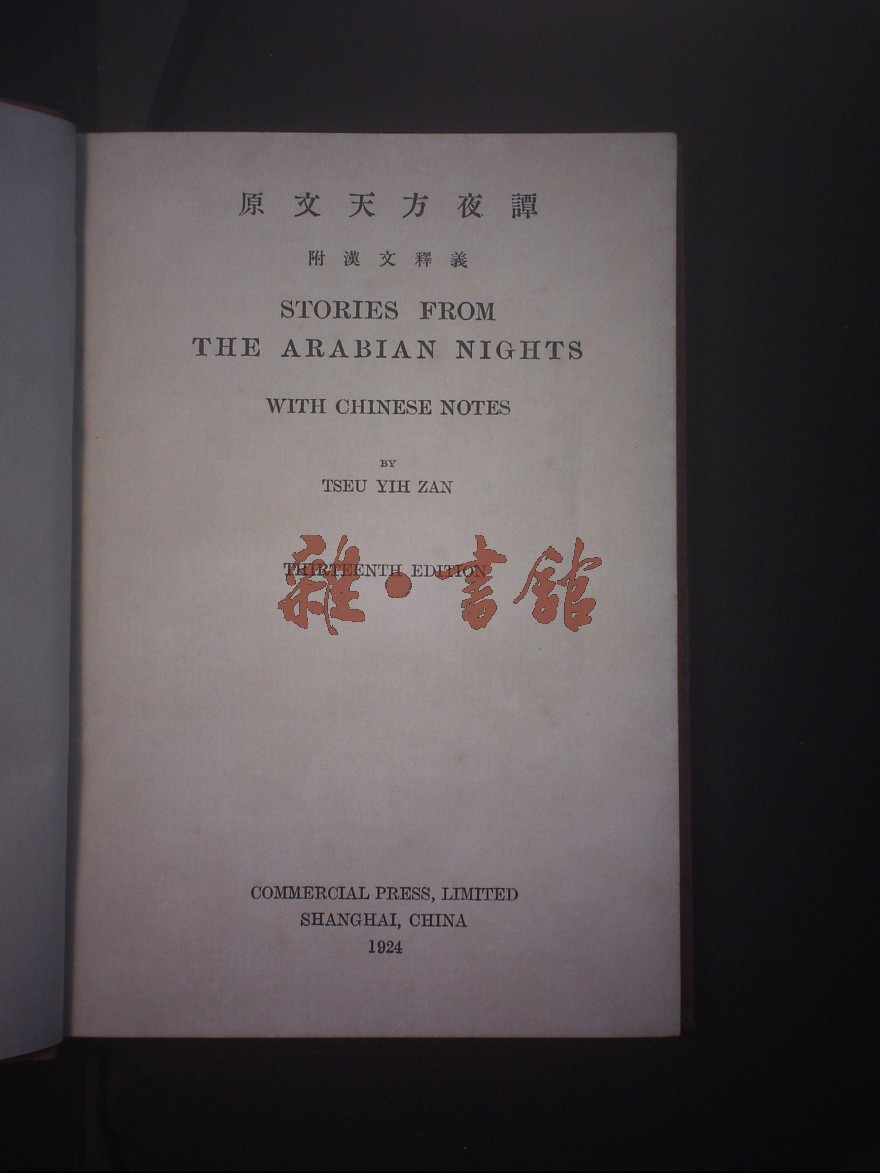 原文天方夜譚
附漢文釋義
STORIES FROM
THE ARABIAN NIGHTS
WITH CHINESE NOTES
BY
TSEU YIH ZAN
THIRTEENTH EDITION
雜·書館
COMMERCIAL PRESS, LIMITED
SHANGHAI, CHINA
1924